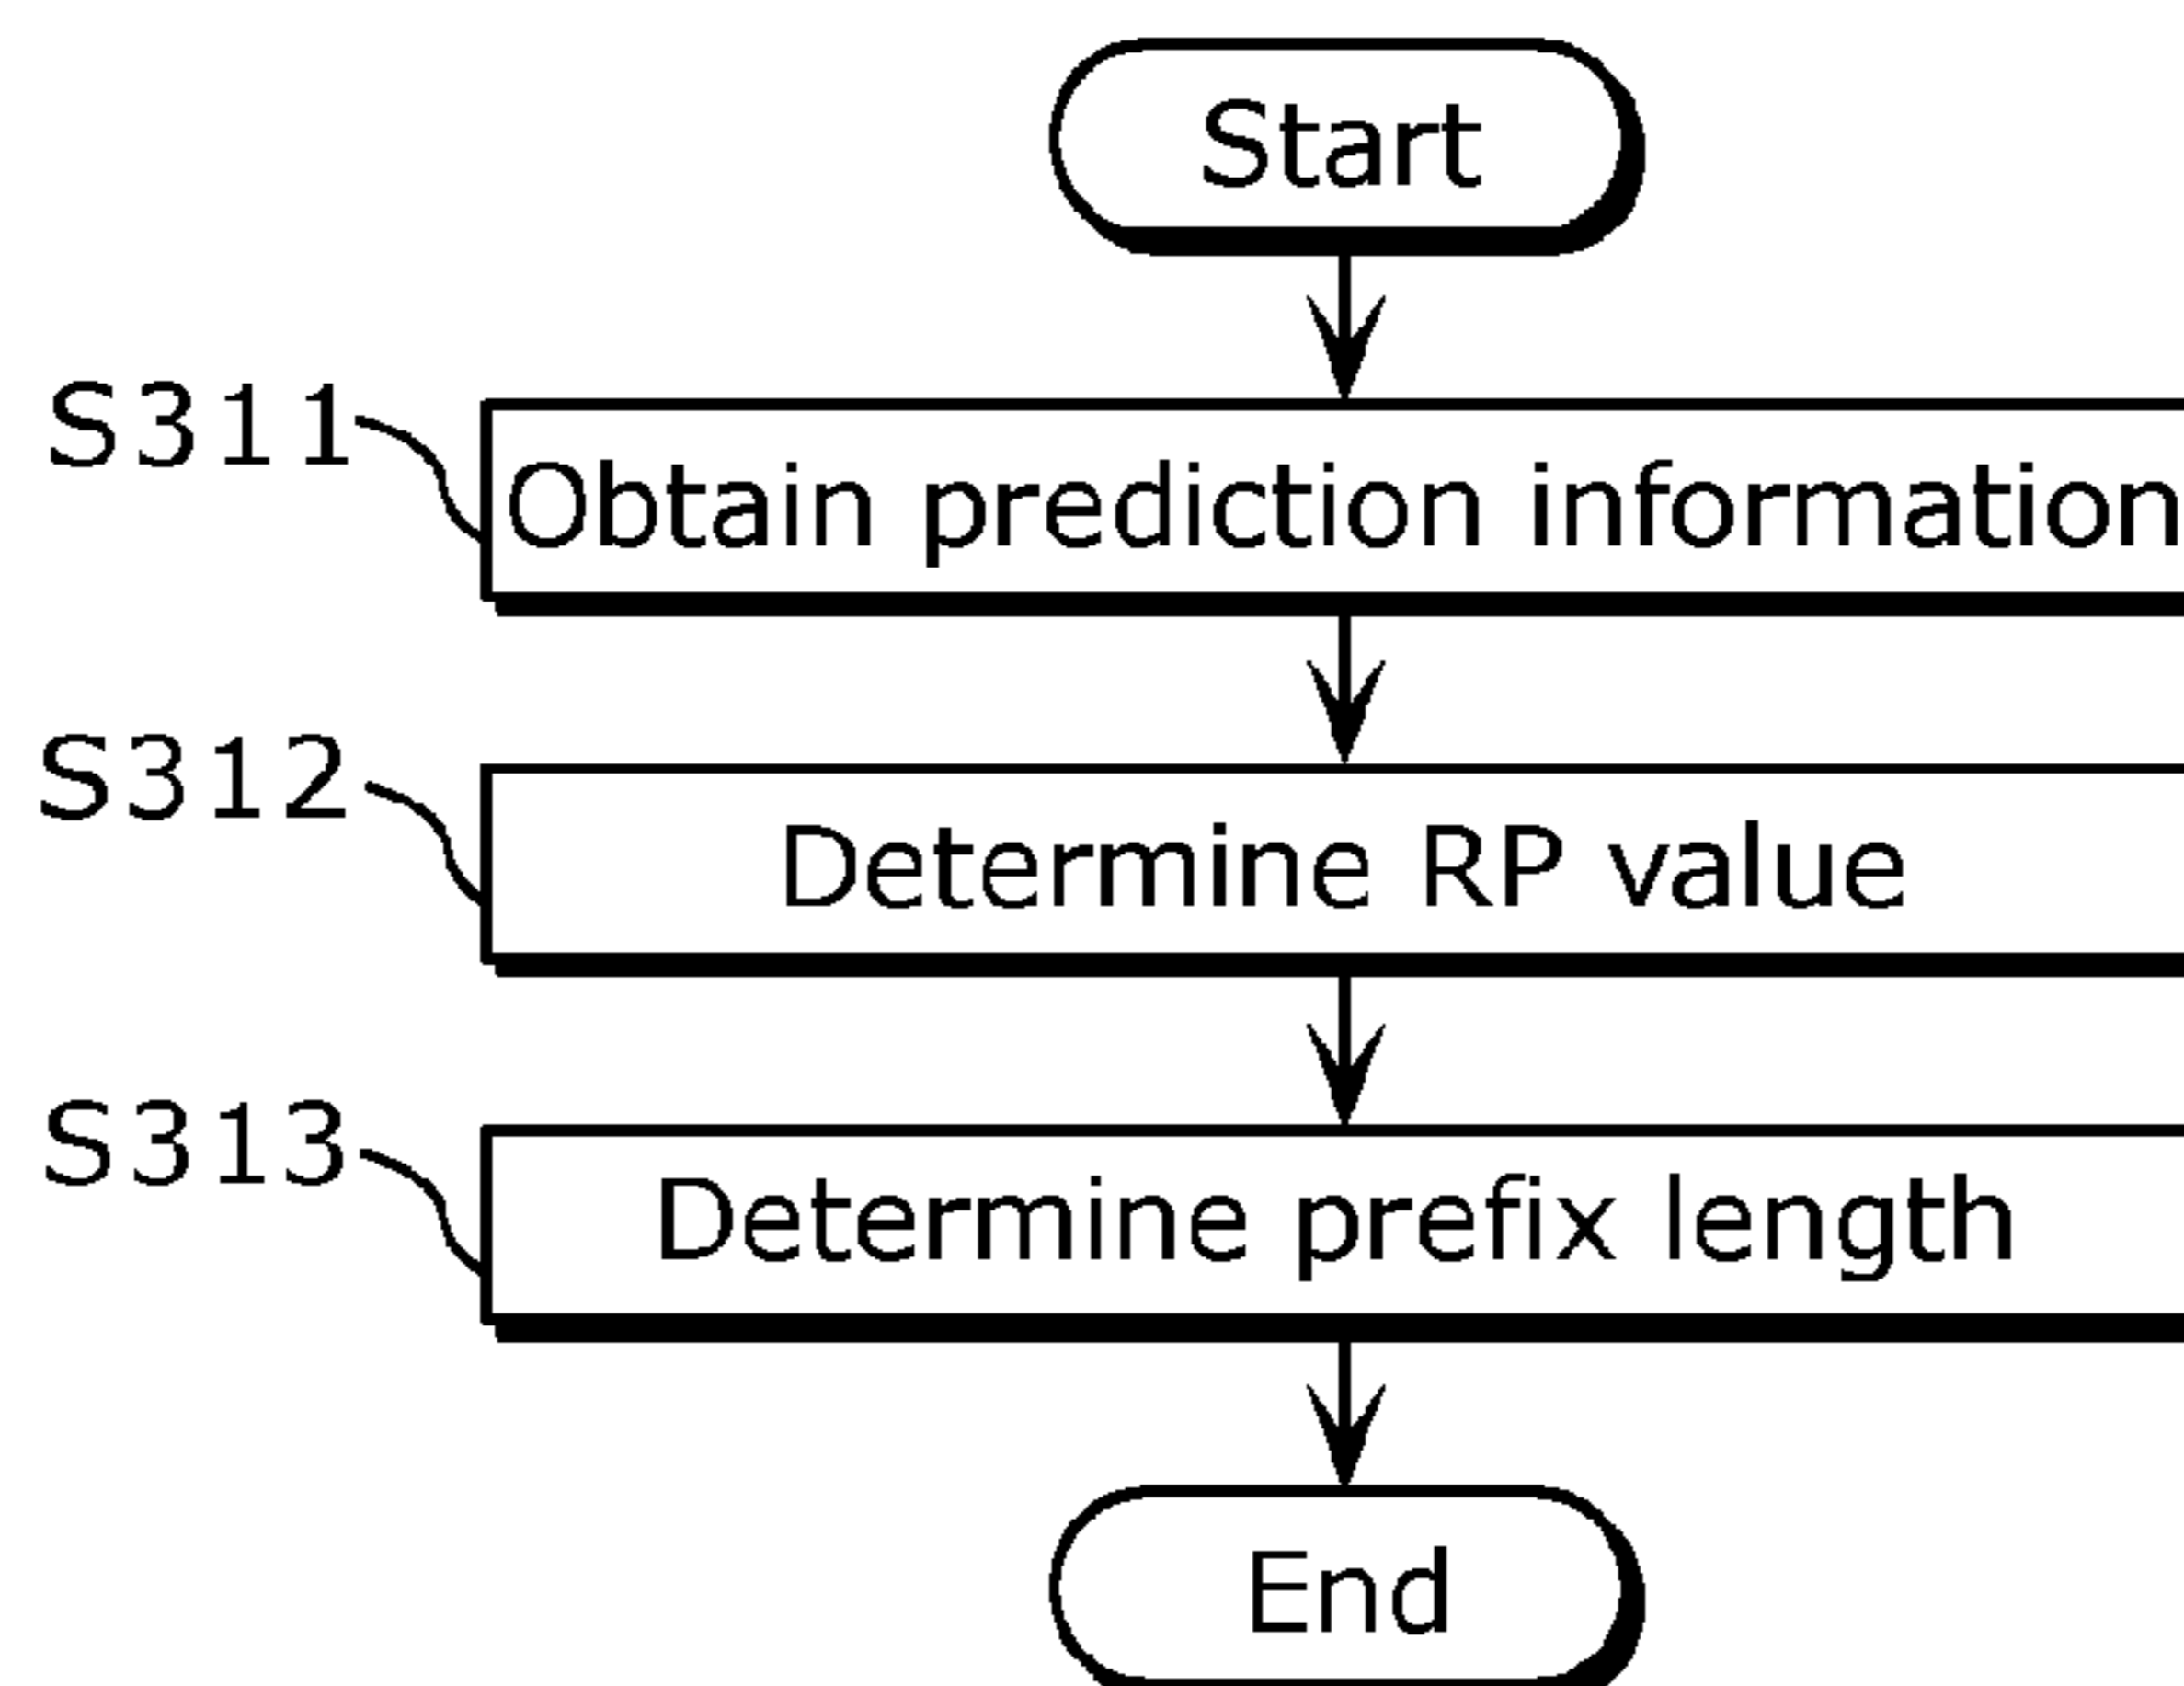 Start
S311
Obtain prediction information
S312
Determine RP value
S313
Determine prefix length
End